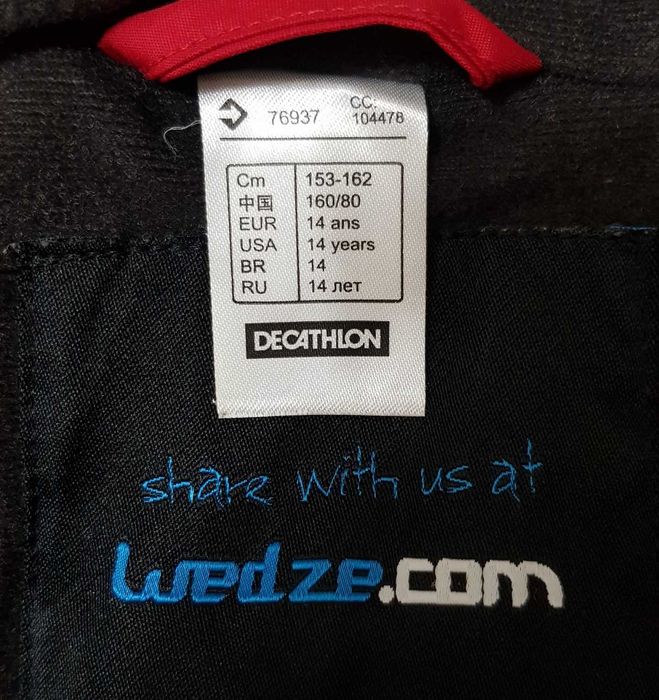 76937 CC:
104478
Cm 153-162
中国 160/80
EUR 14 ans
USA 14 years
BR 14
RU 14 лет
DECATHLON
share with us at
wedze.com